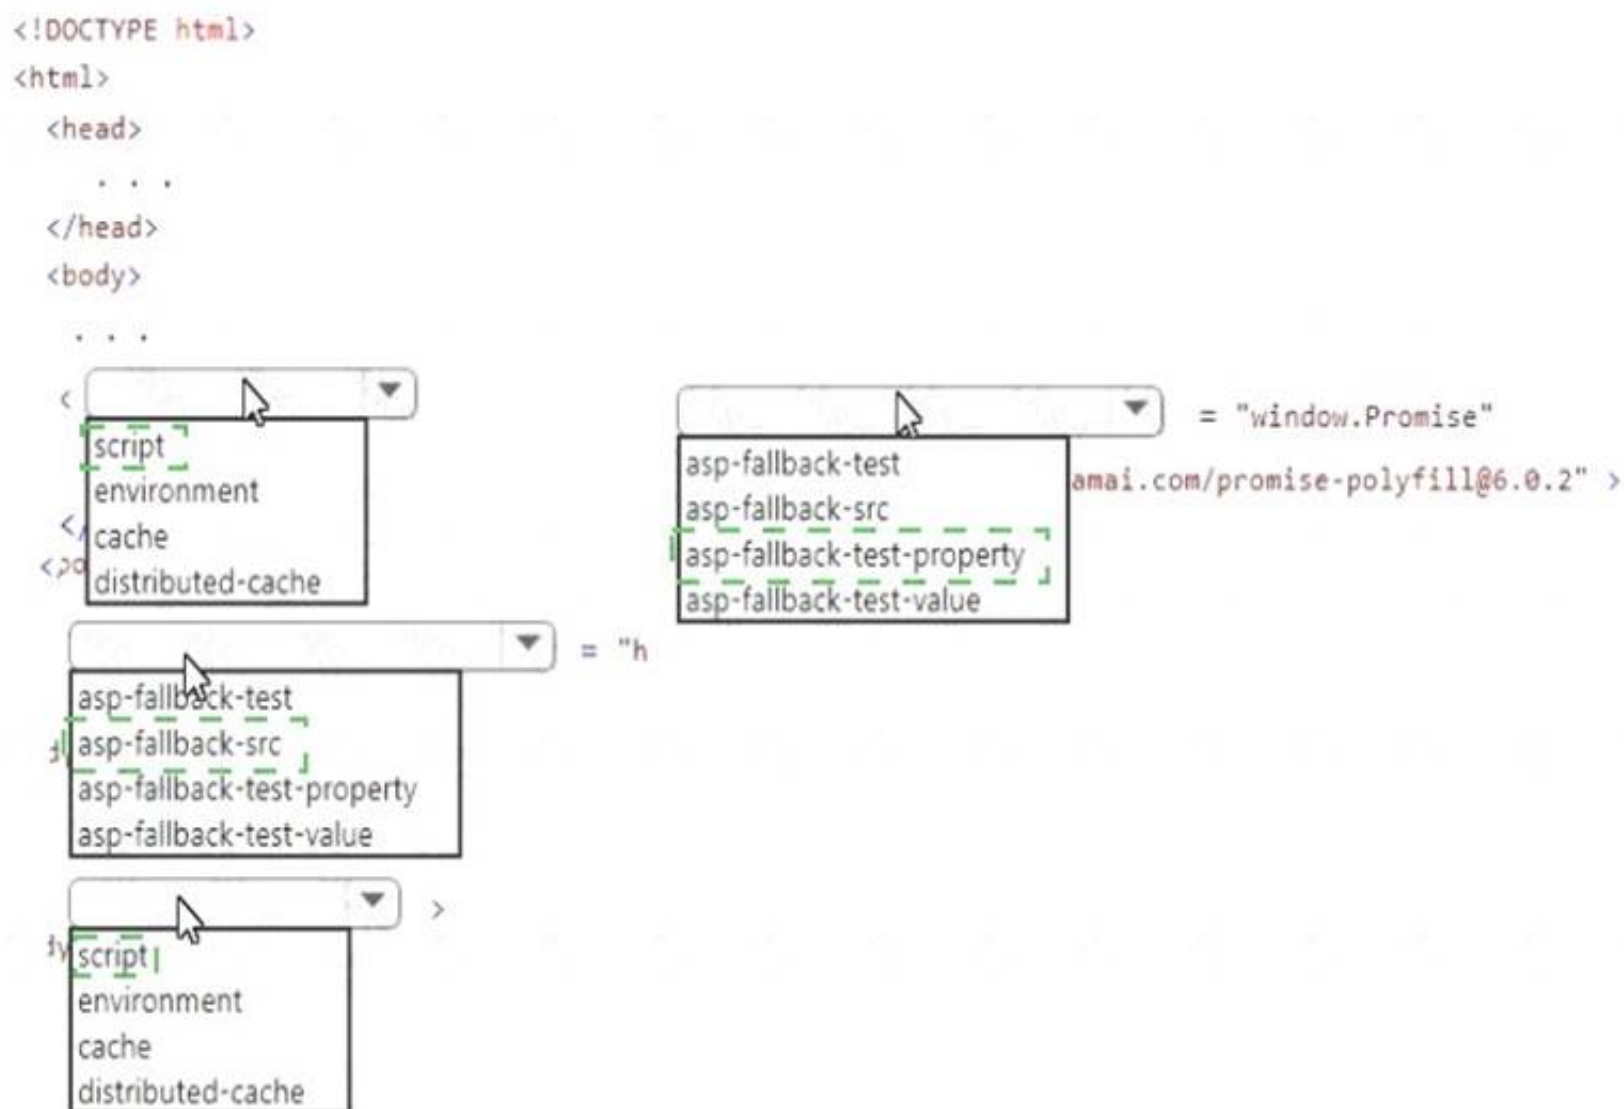 <!DOCTYPE html>
<html>
<head>
. . .
</head>
<body>
. . .
<
script
environment
cache
distributed-cache
</
= "window.Promise"
asp-fallback-test
asp-fallback-src
asp-fallback-test-property
asp-fallback-test-value
amai.com/promise-polyfill@6.0.2" >
= "h
asp-fallback-test
asp-fallback-src
asp-fallback-test-property
asp-fallback-test-value
>
script
environment
cache
distributed-cache